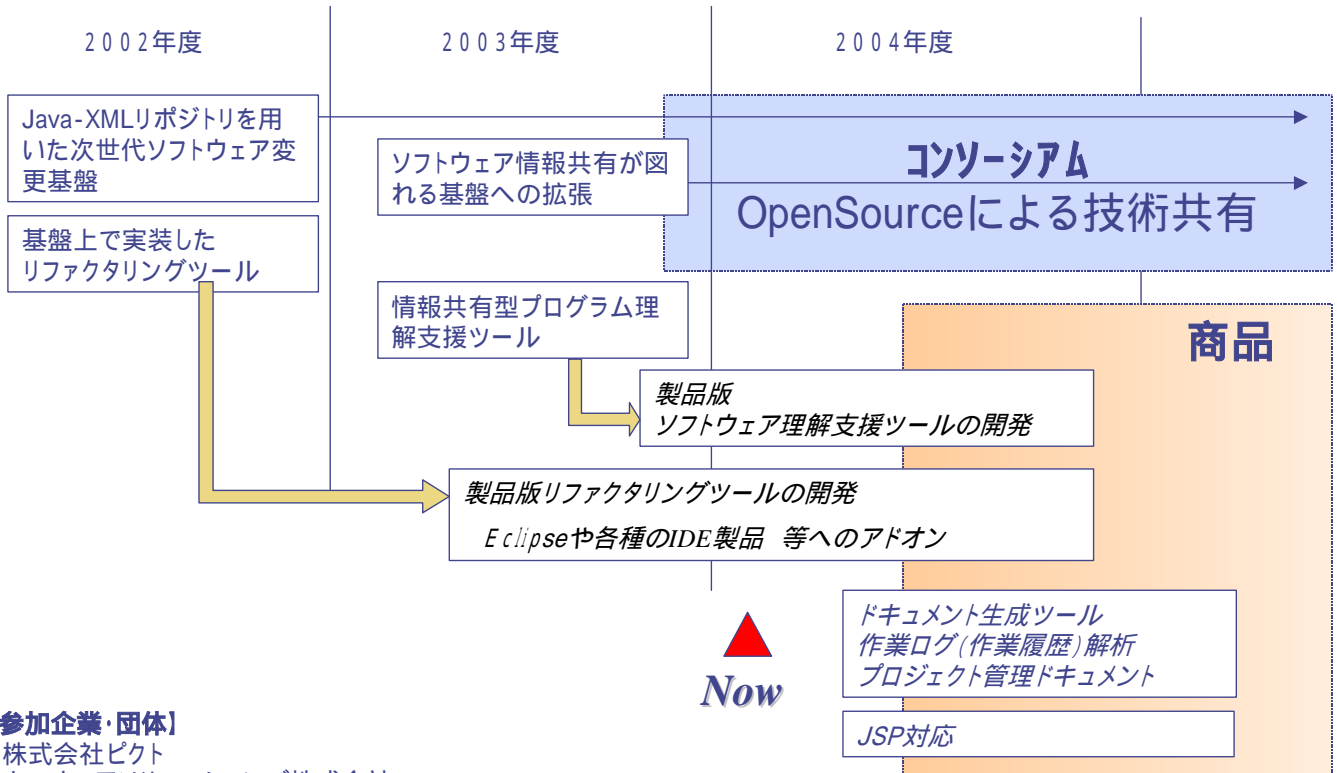 2002年度
2003年度
2004年度
Java-XMLリポジトリを用
いた次世代ソフトウェア変
更基盤
ソフトウェア情報共有が図
れる基盤への拡張
コンソーシアム
OpenSourceによる技術共有
基盤上で実装した
リファクタリングツール
情報共有型プログラム理
解支援ツール
商品
製品版
ソフトウェア理解支援ツールの開発
製品版リファクタリングツールの開発
Eclipseや各種のIDE製品 等へのアドオン
Now
ドキュメント生成ツール
作業ログ(作業履歴)解析
プロジェクト管理ドキュメント
JSP対応
参加企業・団体】
株式会社ピクト